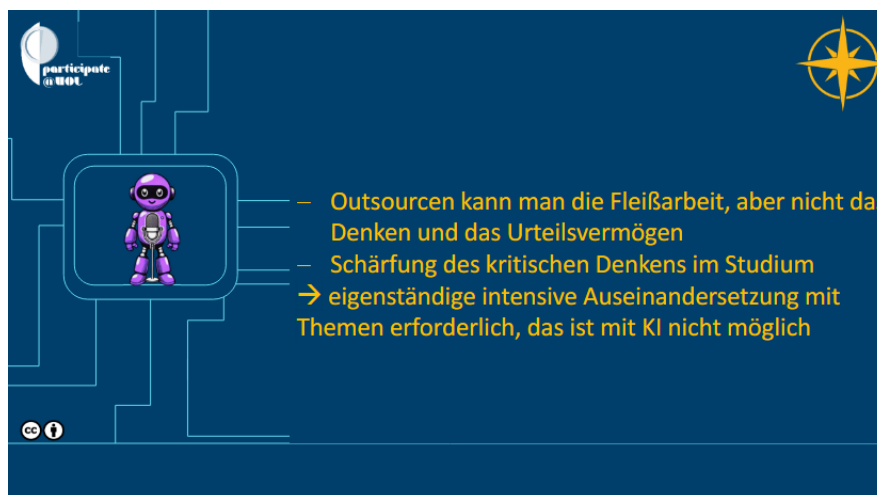 participate
@UOL
– Outsourcen kann man die Fleißarbeit, aber nicht da
Denken und das Urteilsvermögen
– Schärfung des kritischen Denkens im Studium
→ eigenständige intensive Auseinandersetzung mit
Themen erforderlich, das ist mit KI nicht möglich
cc